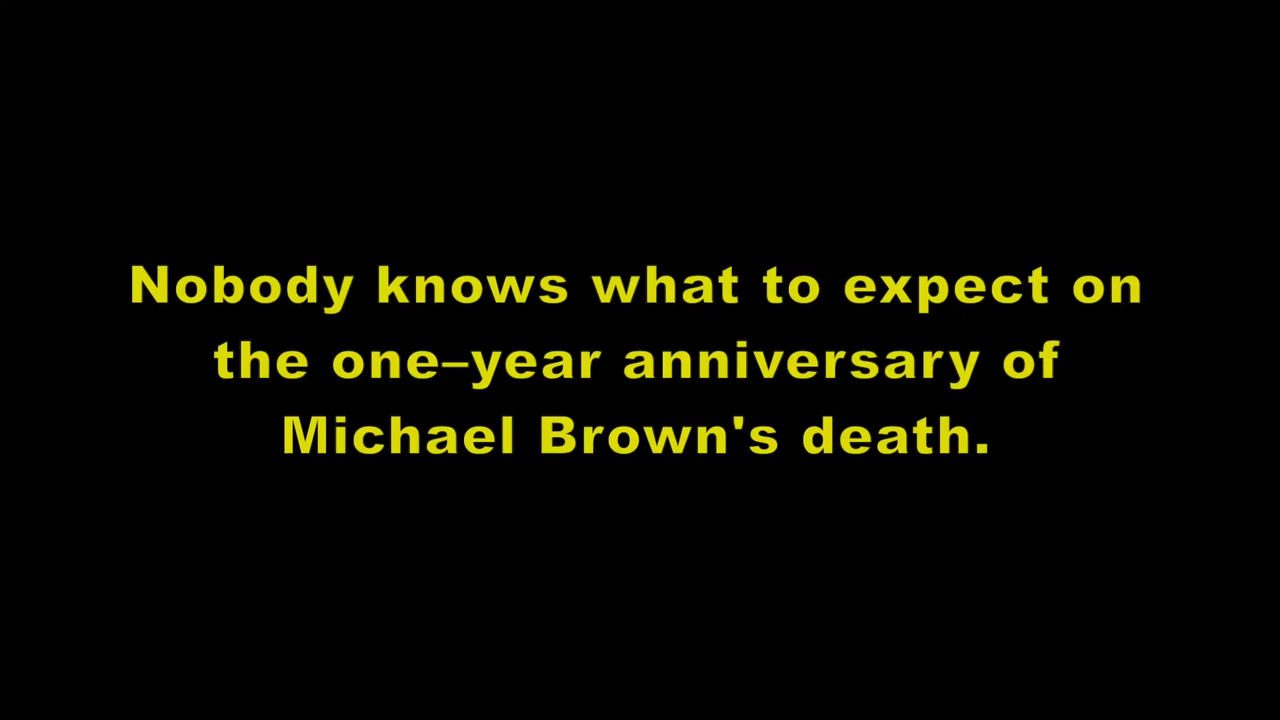 Nobody knows what to expect on
the one–year anniversary of
Michael Brown's death.